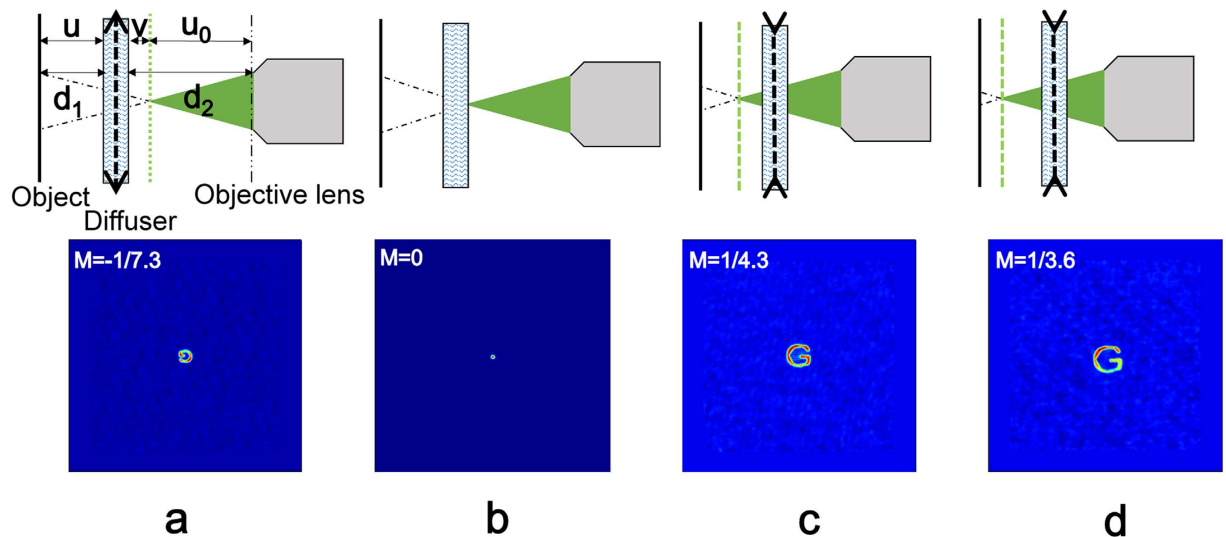 u v u0
d1 d2
Object
Diffuser
Objective lens
M=-1/7.3
M=0
M=1/4.3
M=1/3.6
G
G
G
a b c d